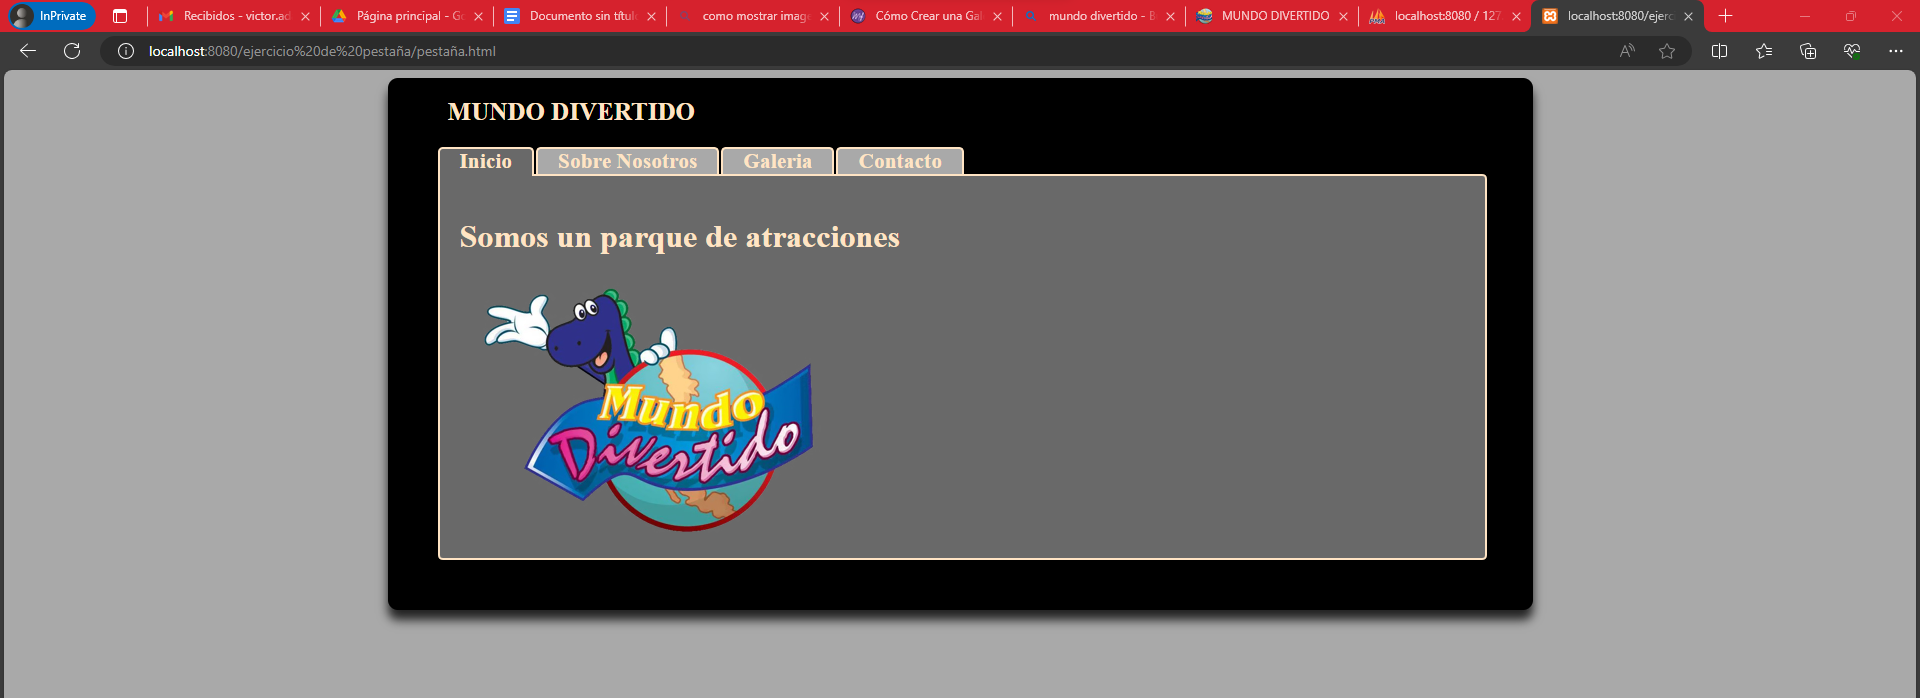 InPrivate
Recibidos - victor.ad
Página principal - Go
Documento sin títul
como mostrar image
Cómo Crear una Gal
mundo divertido - B
MUNDO DIVERTIDO
localhost:8080 / 127.
localhost:8080/ejerc
localhost:8080/ejercicio%20de%20pestaña/pestaña.html
MUNDO DIVERTIDO
Inicio
Sobre Nosotros
Galeria
Contacto
Somos un parque de atracciones
Mundo
Divertido